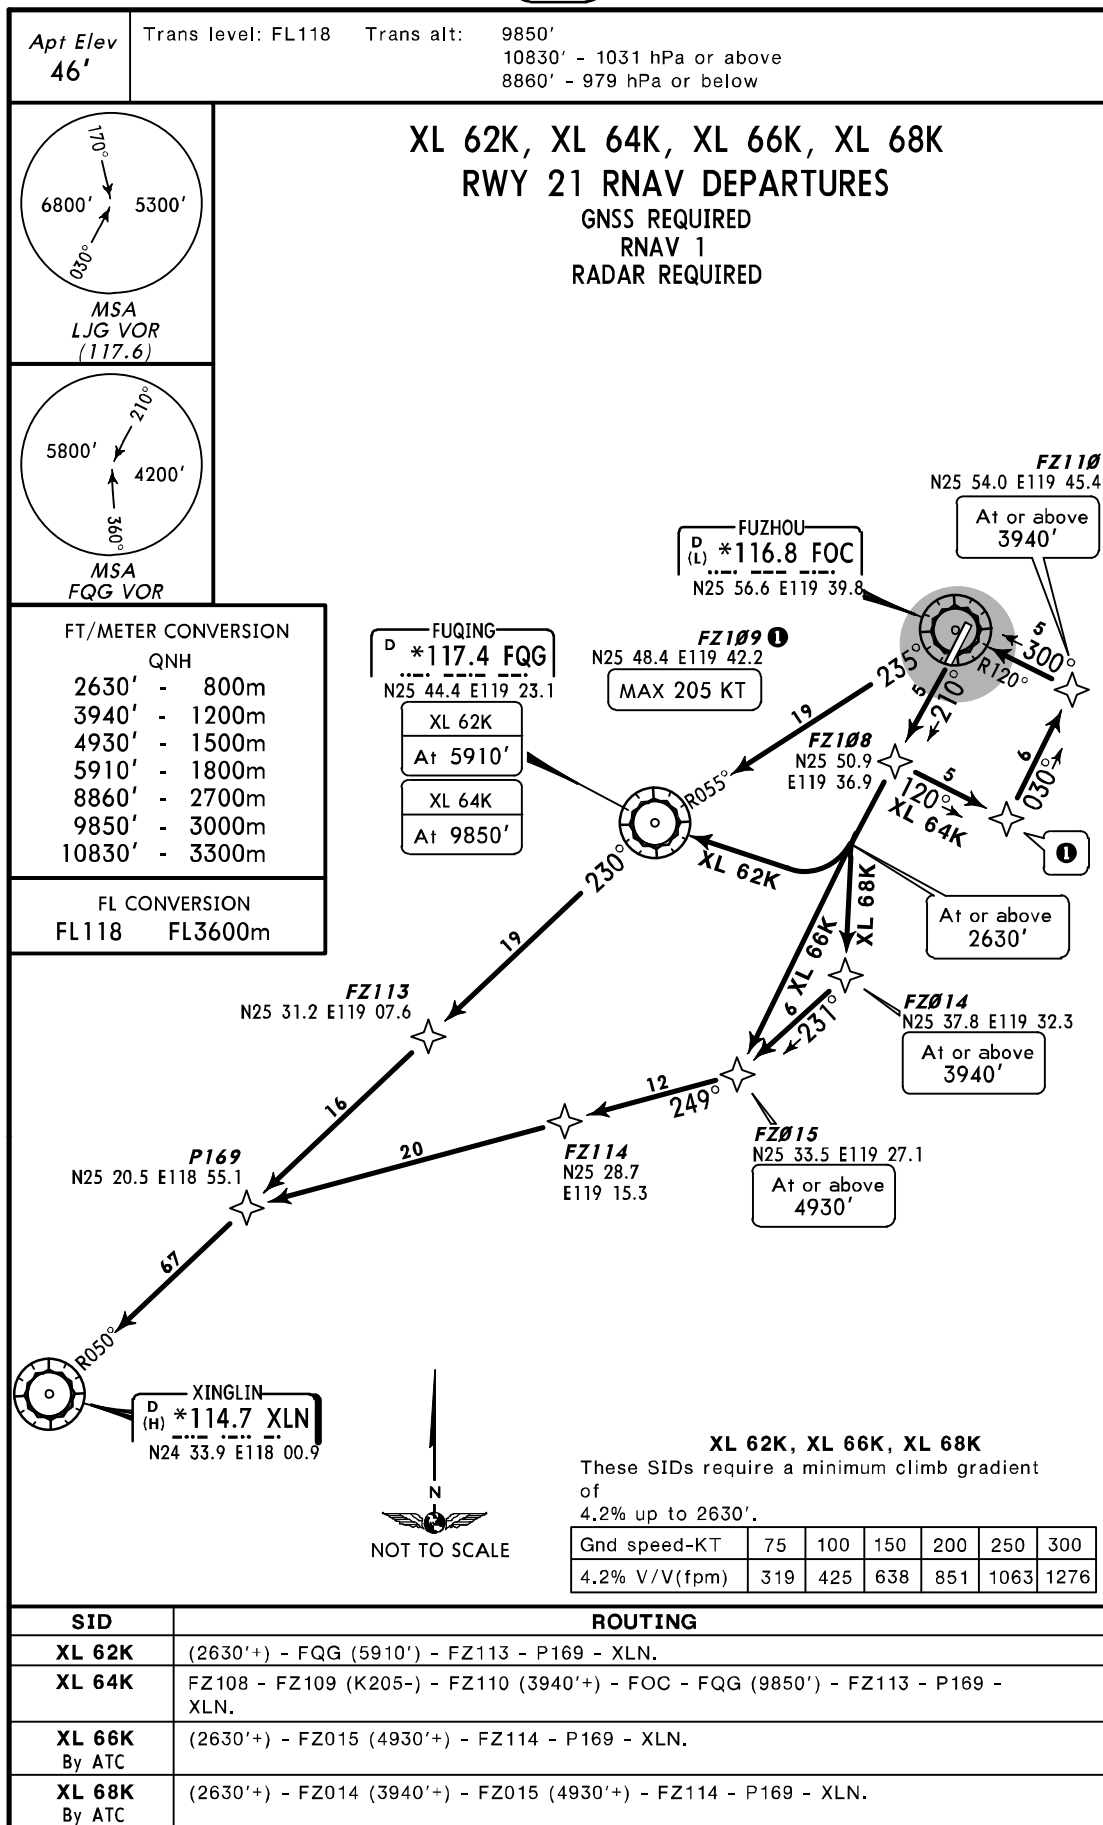 Apt Elev
46'
Trans level: FL118 Trans alt: 9850'
10830' - 1031 hPa or above
8860' - 979 hPa or below
170°
6800' 5300'
030°
MSA
LJG VOR
(117.6)
210°
5800'
4200'
360°
MSA
FQG VOR
FT/METER CONVERSION
QNH
2630' - 800m
3940' - 1200m
4930' - 1500m
5910' - 1800m
8860' - 2700m
9850' - 3000m
10830' - 3300m
FL CONVERSION
FL118 FL3600m
XL 62K, XL 64K, XL 66K, XL 68K
RWY 21 RNAV DEPARTURES
GNSS REQUIRED
RNAV 1
RADAR REQUIRED
FZ11Ø
N25 54.0 E119 45.4
At or above
3940'
FUZHOU
D
(L) *116.8 FOC
N25 56.6 E119 39.8
5
300°
R120°
FUQING
D *117.4 FQG
N25 44.4 E119 23.1
XL 62K
At 5910'
XL 64K
At 9850'
FZ1Ø9 1
N25 48.4 E119 42.2
MAX 205 KT
235°
19
R055°
5
210°
FZ1Ø8
N25 50.9
E119 36.9
5
120°
XL 64K
6
030°
1
XL 62K
XL 68K
XL 66K
At or above
2630'
230°
19
FZ113
N25 31.2 E119 07.6
FZØ14
N25 37.8 E119 32.3
At or above
3940'
6
231°
12
249°
FZØ15
N25 33.5 E119 27.1
At or above
4930'
FZ114
N25 28.7
E119 15.3
16
20
P169
N25 20.5 E118 55.1
67
R050°
XINGLIN
D
(H) *114.7 XLN
N24 33.9 E118 00.9
N
NOT TO SCALE
XL 62K, XL 66K, XL 68K
These SIDs require a minimum climb gradient
of
4.2% up to 2630'.
Gnd speed-KT 75 100 150 200 250 300
4.2% V/V(fpm) 319 425 638 851 1063 1276
SID ROUTING
XL 62K (2630'+) - FQG (5910') - FZ113 - P169 - XLN.
XL 64K FZ108 - FZ109 (K205-) - FZ110 (3940'+) - FOC - FQG (9850') - FZ113 - P169 -
XLN.
XL 66K (2630'+) - FZ015 (4930'+) - FZ114 - P169 - XLN.
By ATC
XL 68K (2630'+) - FZ014 (3940'+) - FZ015 (4930'+) - FZ114 - P169 - XLN.
By ATC